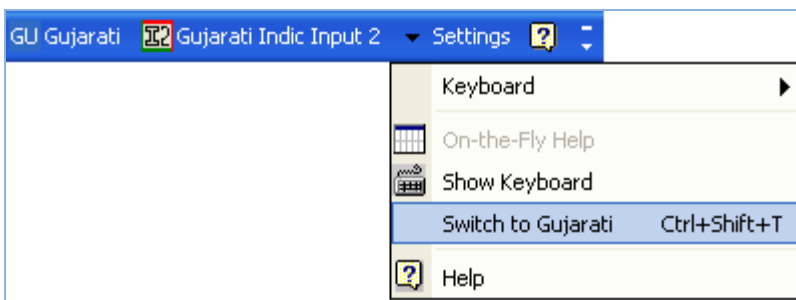 GU Gujarati I2 Gujarati Indic Input 2 Settings ?
Keyboard
On-the-Fly Help
Show Keyboard
Switch to Gujarati Ctrl+Shift+T
? Help